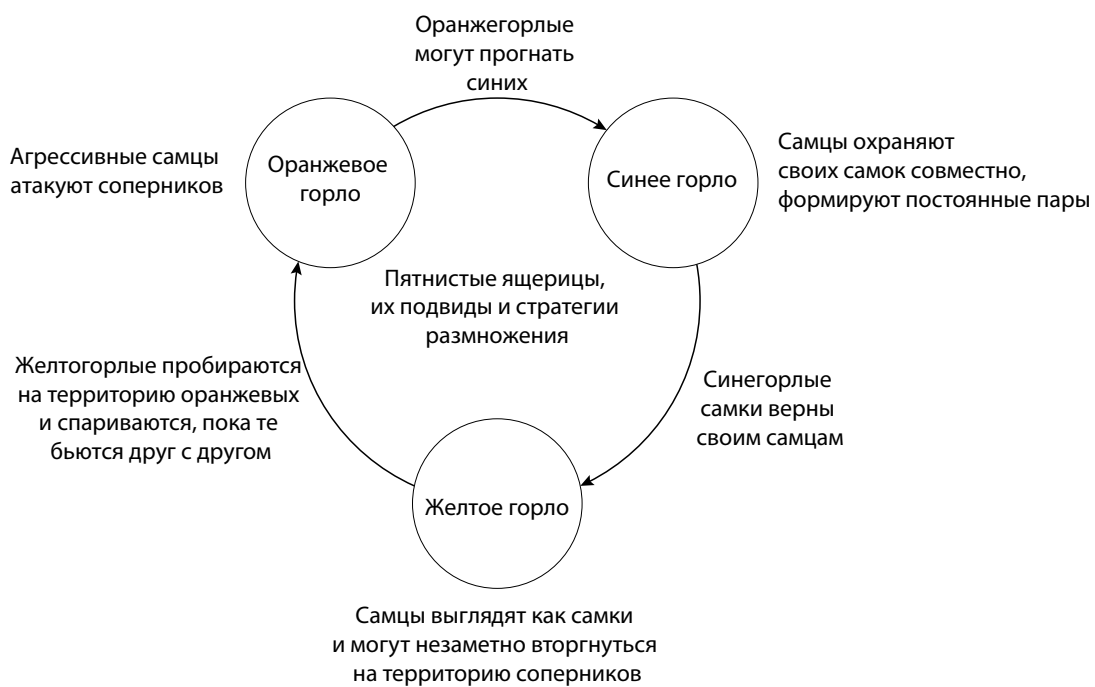 Оранжегорлые
могут прогнать
синих
Агрессивные самцы
атакуют соперников
Оранжевое
горло
Синее горло
Самцы охраняют
своих самок совместно,
формируют постоянные пары
Пятнистые ящерицы,
их подвиды и стратегии
размножения
Желтогорлые пробираются
на территорию оранжевых
и спариваются, пока те
бьются друг с другом
Синегорлые
самки верны
своим самцам
Желтое горло
Самцы выглядят как самки
и могут незаметно вторгнуться
на территорию соперников